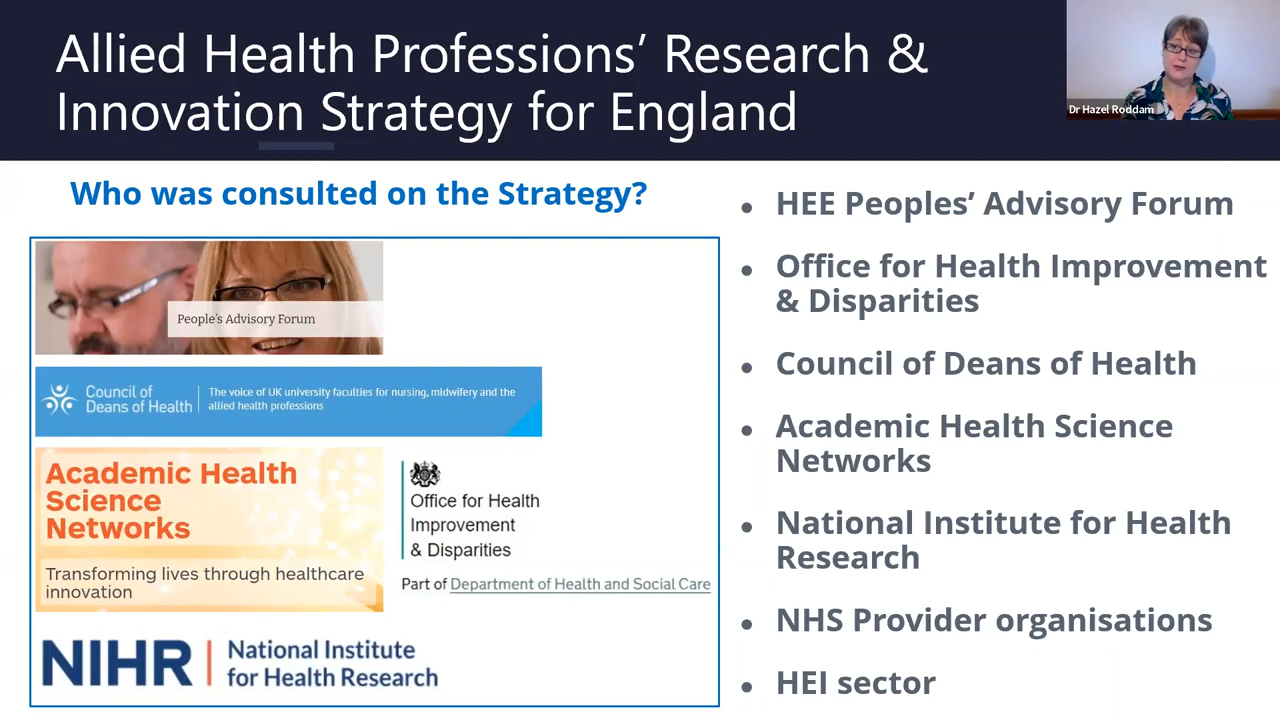 Allied Health Professions’ Research &
Innovation Strategy for England
Dr Hazel Roddam
Who was consulted on the Strategy?
People's Advisory Forum
Council of
Deans of Health
The voice of UK university faculties for nursing, midwifery and the
allied health professions
Academic Health
Science
Networks
Transforming lives through healthcare
innovation
Office for Health
Improvement
& Disparities
Part of Department of Health and Social Care
NIHR
National Institute
for Health Research
• HEE Peoples’ Advisory Forum
• Office for Health Improvement
& Disparities
• Council of Deans of Health
• Academic Health Science
Networks
• National Institute for Health
Research
• NHS Provider organisations
• HEI sector